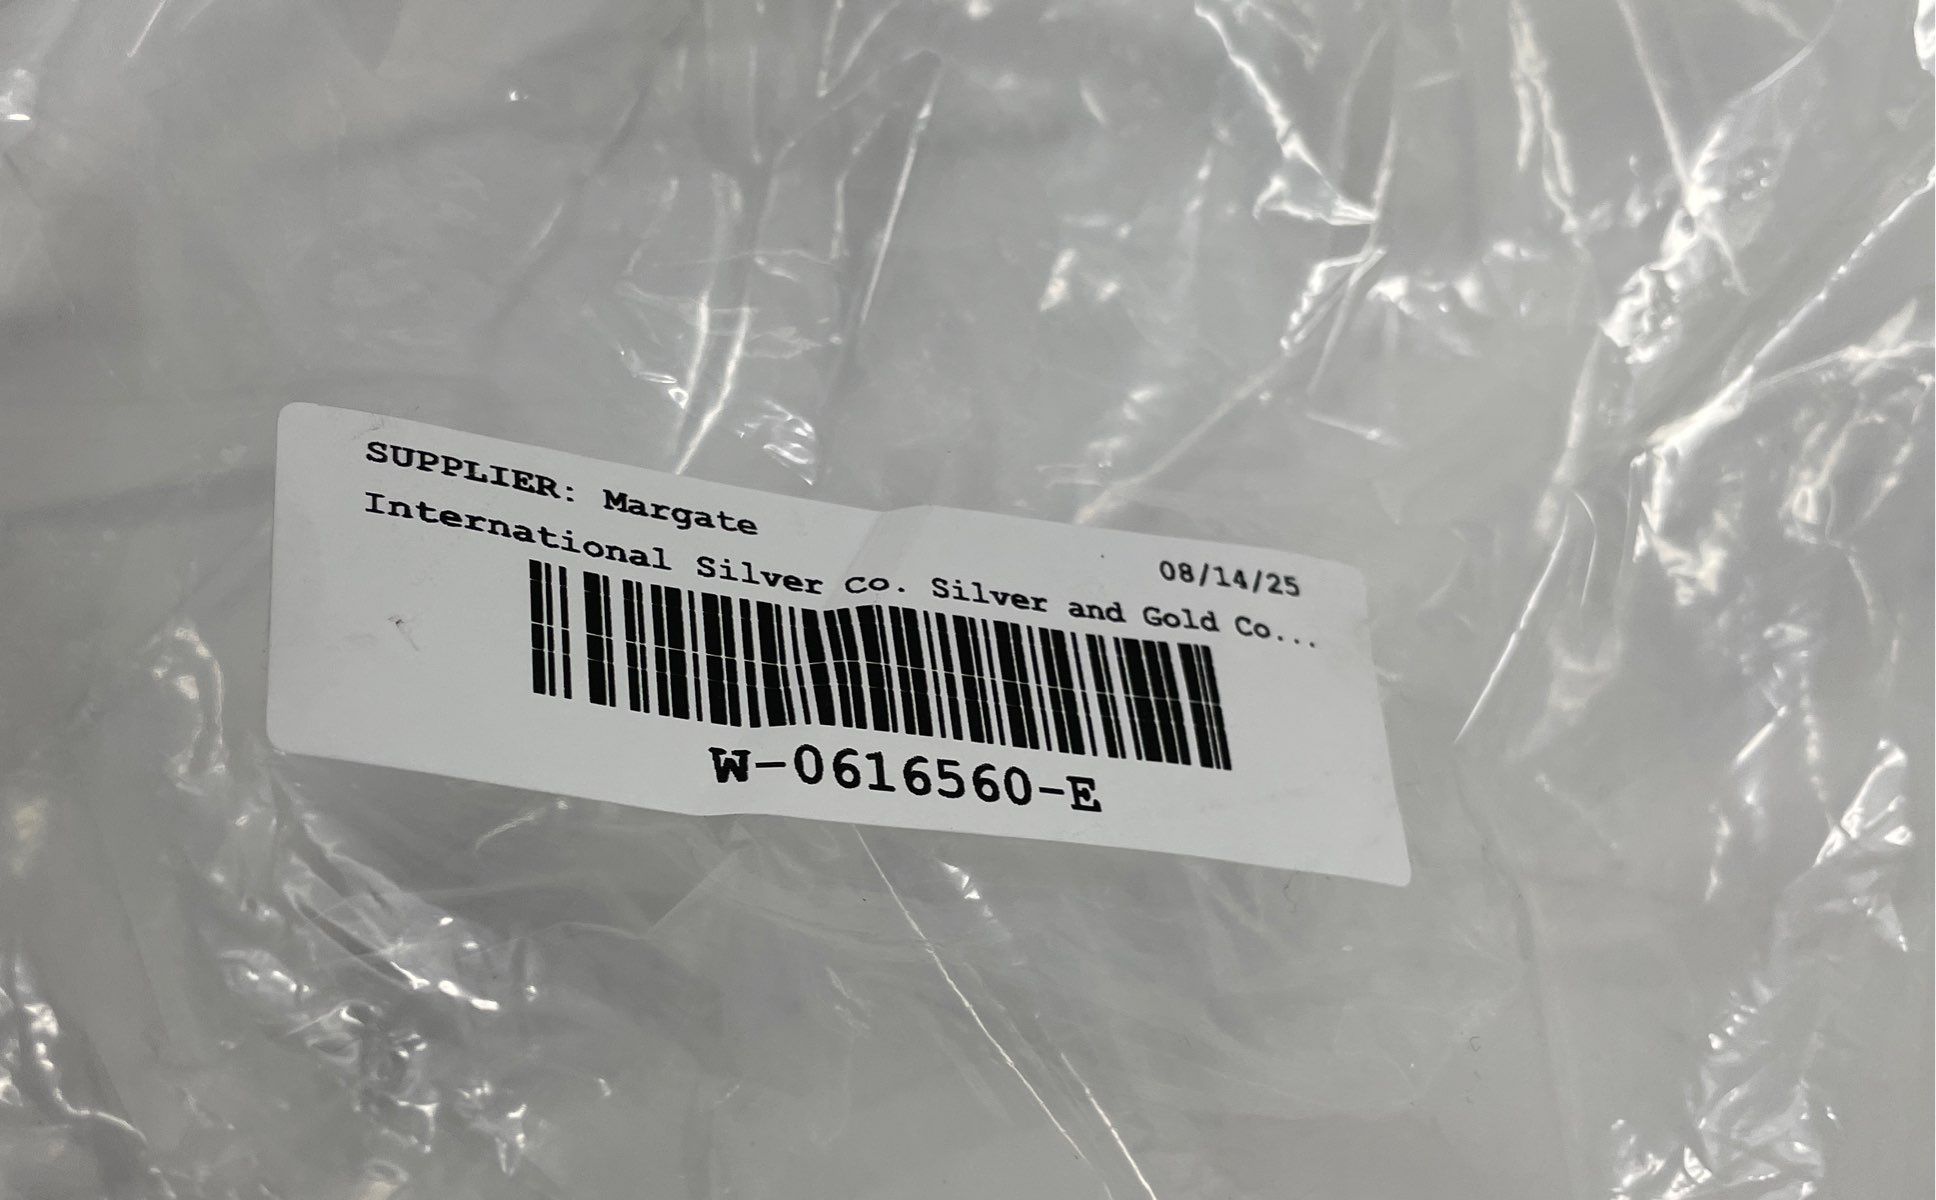 SUPPLIER: Margate
08/14/25
International Silver co. Silver and Gold Co...
W-0616560-E